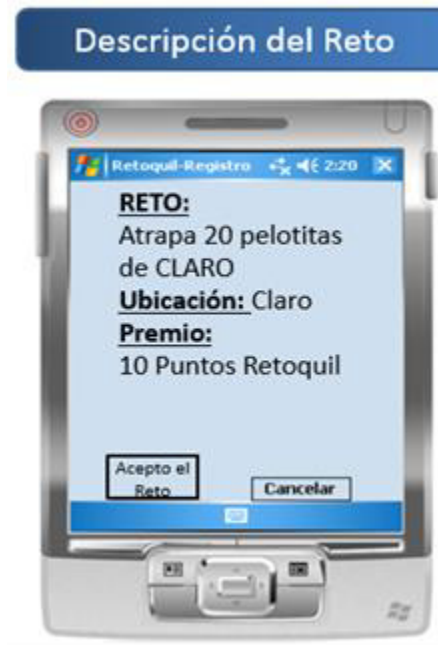 Descripción del Reto
Retoquil-Registro 2:20
RETO:
Atrapa 20 pelotitas
de CLARO
Ubicación: Claro
Premio:
10 Puntos Retoquil
Acepto el
Reto
Cancelar